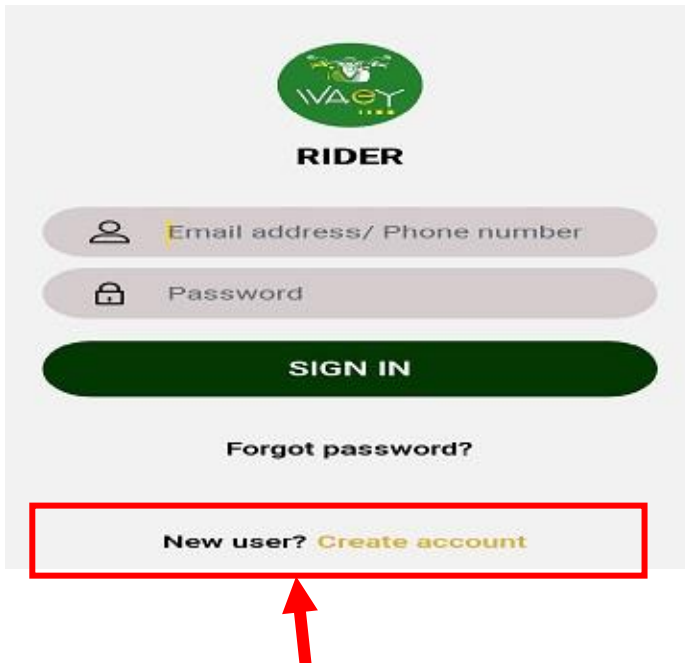 WAeY
RIDER
Email address/ Phone number
Password
SIGN IN
Forgot password?
New user? Create account